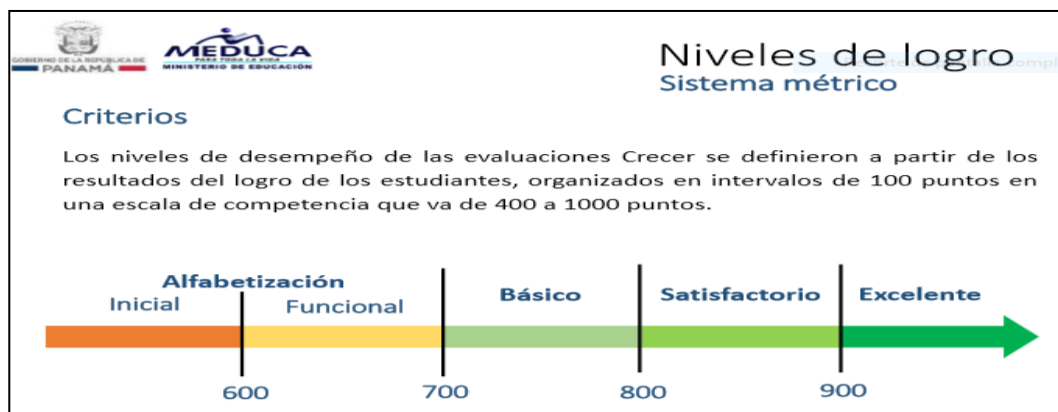 GOBIERNO DE LA REPÚBLICA DE
PANAMÁ
MEDUCA
PARA TODA LA VIDA
MINISTERIO DE EDUCACIÓN
Niveles de logro
Sistema métrico
Criterios
Los niveles de desempeño de las evaluaciones Crecer se definieron a partir de los
resultados del logro de los estudiantes, organizados en intervalos de 100 puntos en
una escala de competencia que va de 400 a 1000 puntos.
Alfabetización
Inicial Funcional Básico Satisfactorio Excelente
600 700 800 900